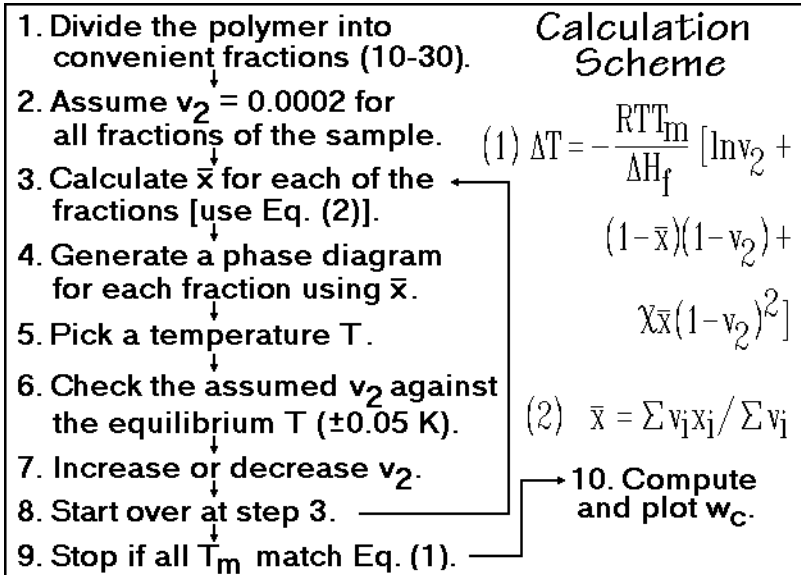 1. Divide the polymer into
convenient fractions (10-30).
2. Assume v₂ = 0.0002 for
all fractions of the sample.
3. Calculate x̄ for each of the
fractions [use Eq. (2)].
4. Generate a phase diagram
for each fraction using x̄.
5. Pick a temperature T.
6. Check the assumed v₂ against
the equilibrium T (±0.05 K).
7. Increase or decrease v₂.
8. Start over at step 3.
9. Stop if all Tₘ match Eq. (1).
Calculation
Scheme
(1) ΔT = - RTTₘ/ΔH_f [lnv₂ +
(1-x̄)(1-v₂) +
χx̄(1-v₂)²]
(2) x̄ = Σ vᵢxᵢ / Σ vᵢ
10. Compute
and plot w_c.